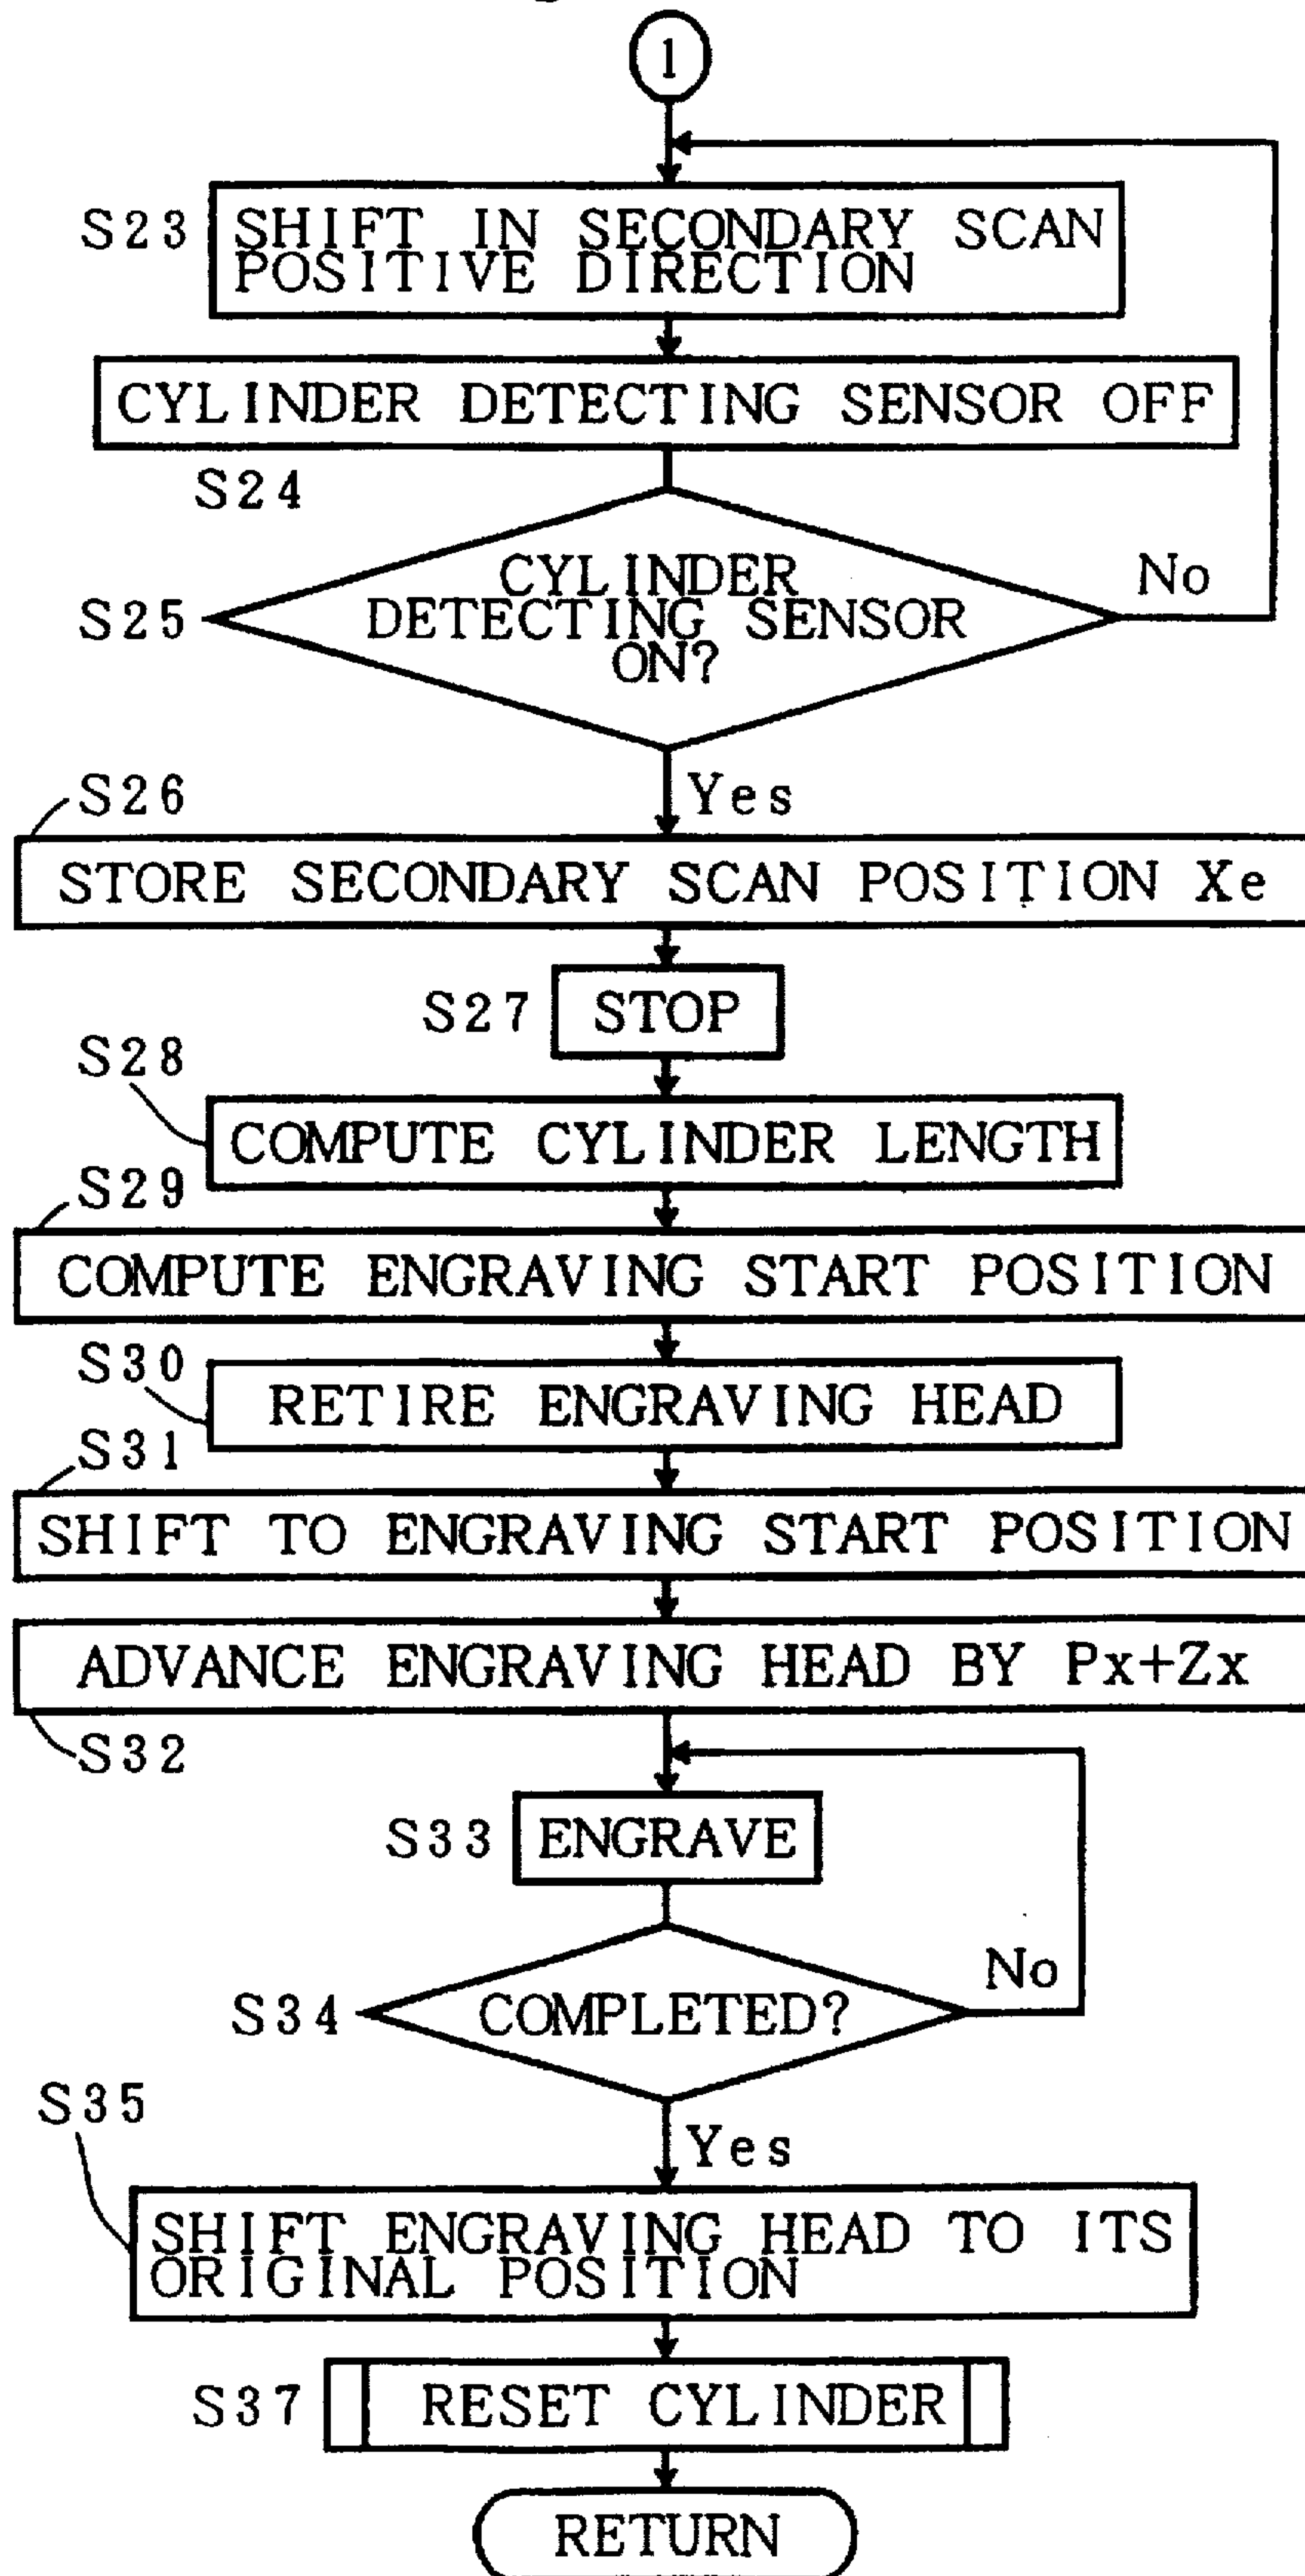 1
S23
SHIFT IN SECONDARY SCAN
POSITIVE DIRECTION
CYLINDER DETECTING SENSOR OFF
S24
CYLINDER
DETECTING SENSOR
ON?
No
S25
Yes
S26
STORE SECONDARY SCAN POSITION Xe
S27
STOP
S28
COMPUTE CYLINDER LENGTH
S29
COMPUTE ENGRAVING START POSITION
S30
RETIRE ENGRAVING HEAD
S31
SHIFT TO ENGRAVING START POSITION
ADVANCE ENGRAVING HEAD BY Px+Zx
S32
S33
ENGRAVE
No
S34
COMPLETED?
S35
Yes
SHIFT ENGRAVING HEAD TO ITS
ORIGINAL POSITION
S37
RESET CYLINDER
RETURN